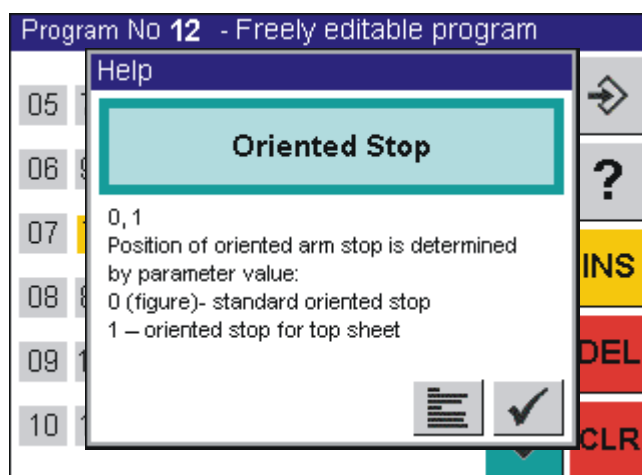 Program No 12 - Freely editable program
Help
Oriented Stop
0, 1
Position of oriented arm stop is determined
by parameter value:
0 (figure)- standard oriented stop
1 – oriented stop for top sheet
05
06
07
08
09
10
?
INS
DEL
CLR